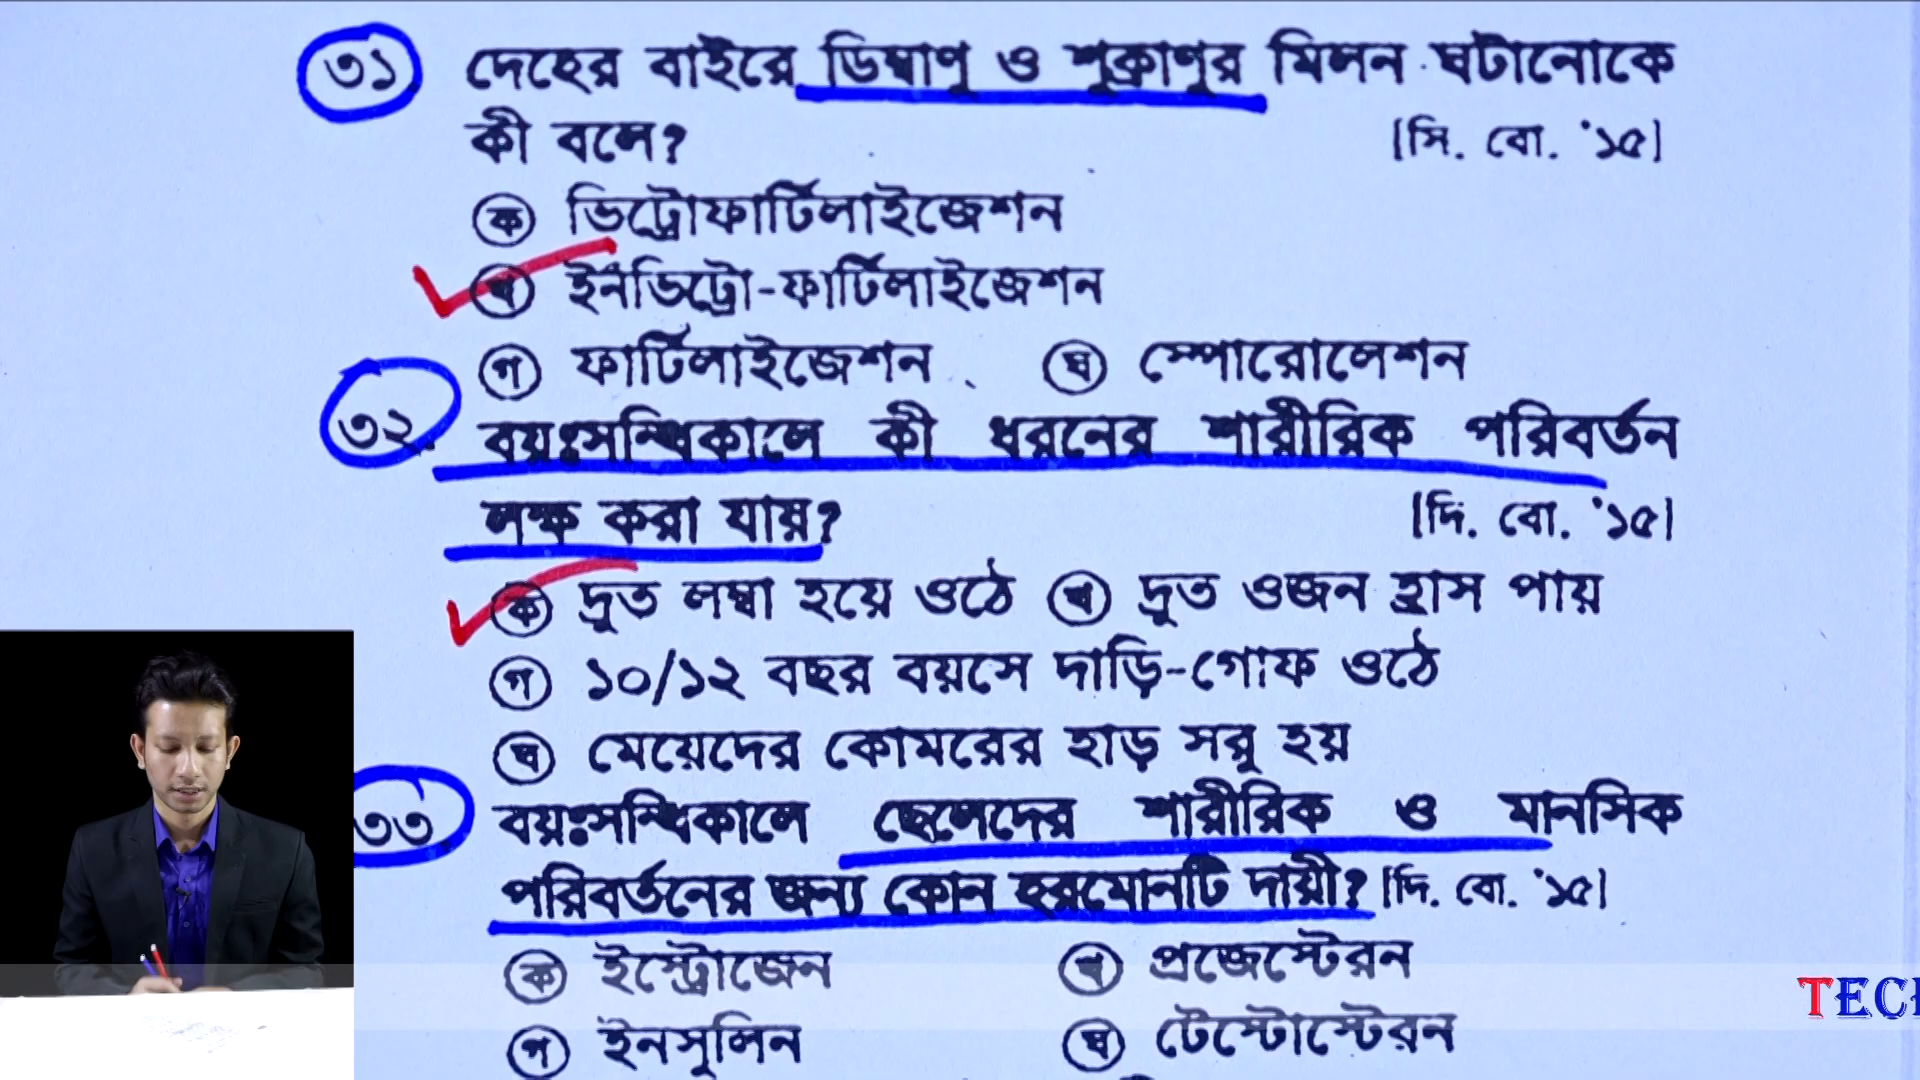 ৩১ দেহের বাইরে ডিম্বাণু ও শুক্রাণুর মিলন ঘটানোকে
কী বলে? [সি. বো. '১৫]
ক ভিট্রোফার্টিলাইজেশন
খ ইনভিট্রো-ফার্টিলাইজেশন
গ ফার্টিলাইজেশন ঘ স্পোরোলেশন
৩২. বয়ঃসন্ধিকালে কী ধরনের শারীরিক পরিবর্তন
লক্ষ করা যায়? [দি. বো. '১৫]
ক দ্রুত লম্বা হয়ে ওঠে খ দ্রুত ওজন হ্রাস পায়
গ ১০/১২ বছর বয়সে দাড়ি-গোফ ওঠে
ঘ মেয়েদের কোমরের হাড় সরু হয়
৩৩ বয়ঃসন্ধিকালে ছেলেদের শারীরিক ও মানসিক
পরিবর্তনের জন্য কোন হরমোনটি দায়ী? [দি. বো. '১৫]
ক ইস্ট্রোজেন খ প্রজেস্টেরন
গ ইনসুলিন ঘ টেস্টোস্টেরন